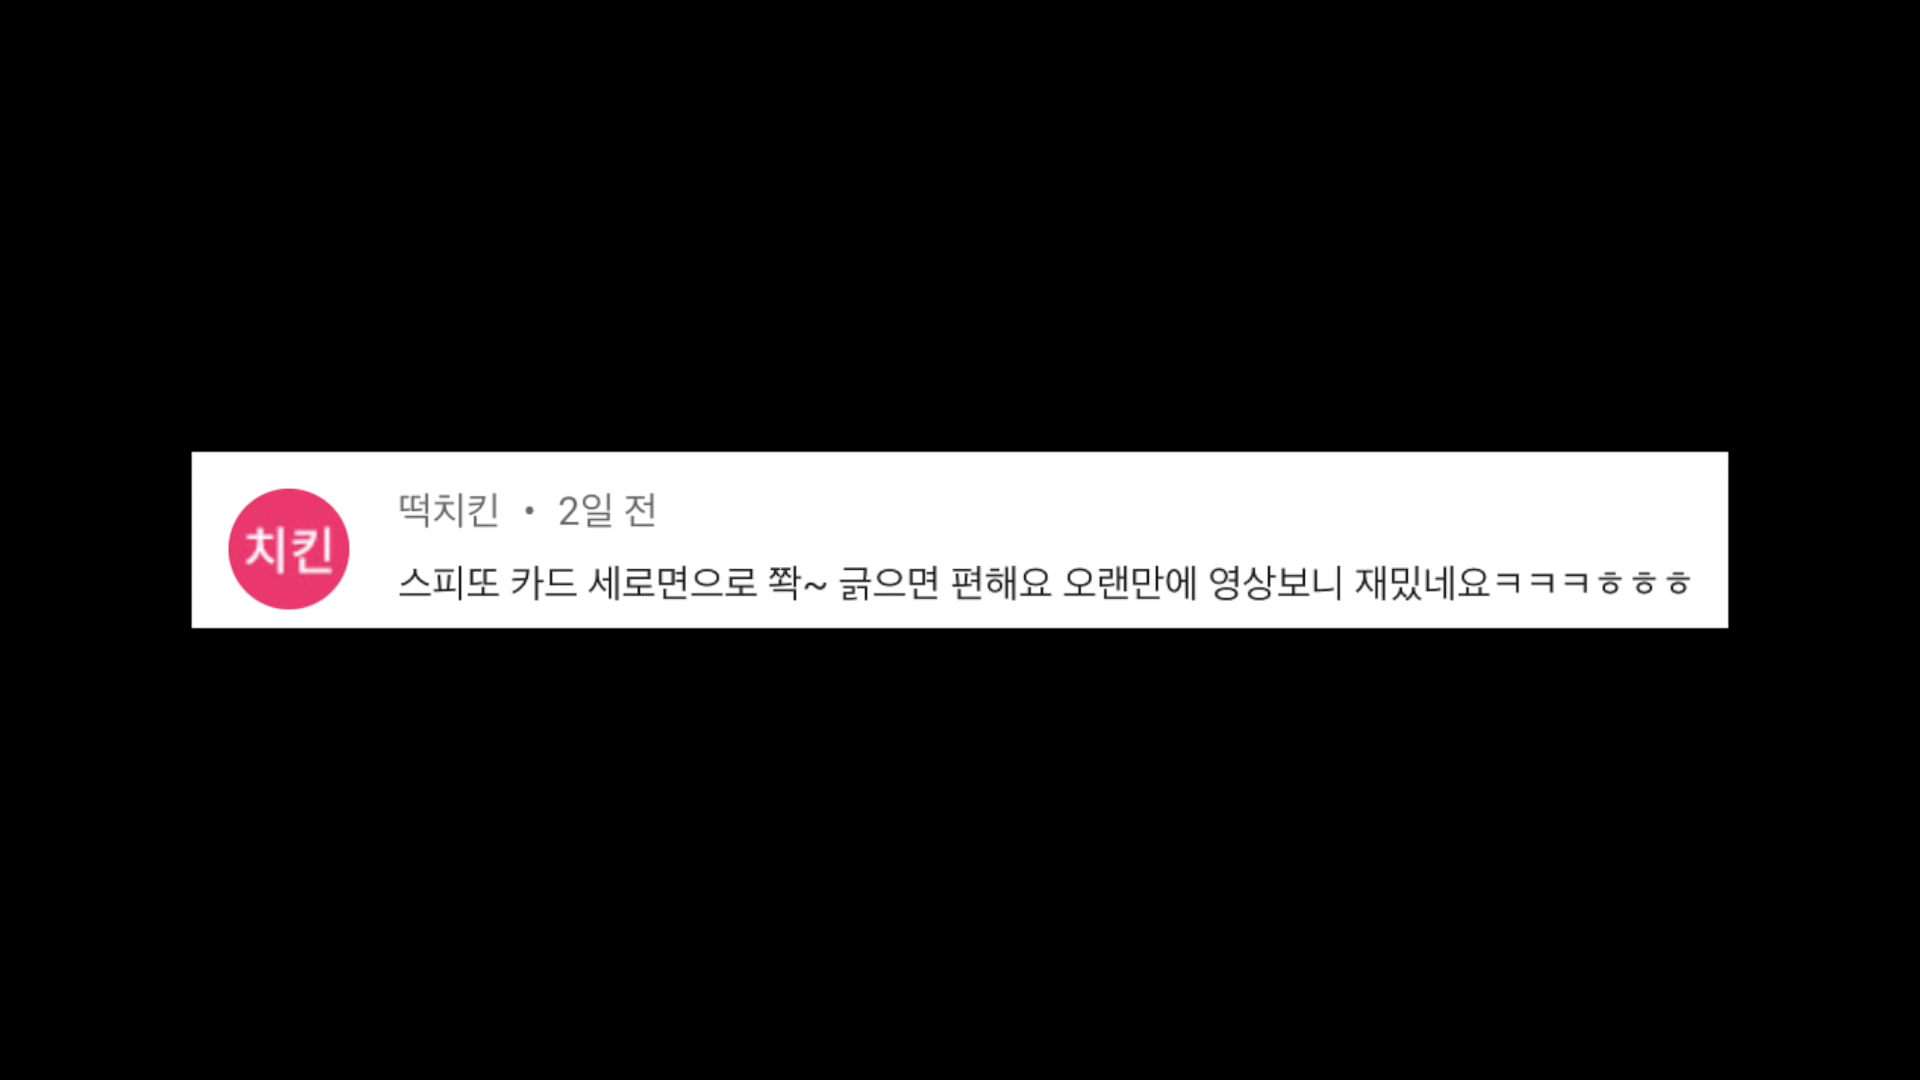 치킨
떡치킨 • 2일 전
스피또 카드 세로면으로 쫙~ 긁으면 편해요 오랜만에 영상보니 재밌네요ㅋㅋㅋㅎㅎㅎ